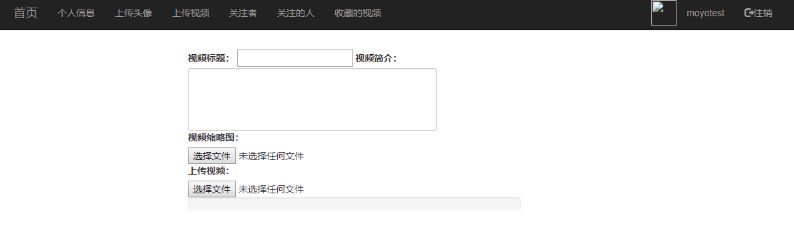 首页 个人信息 上传头像 上传视频 关注者 关注的人 收藏的视频 moyotest 注销
视频标题： 视频简介：
视频缩略图：
选择文件 未选择任何文件
上传视频：
选择文件 未选择任何文件